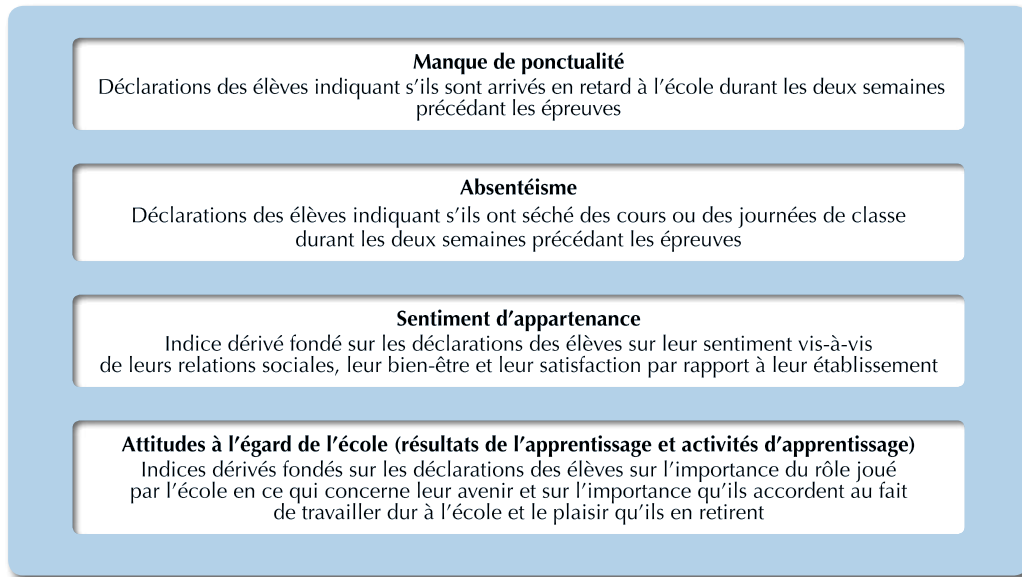 Manque de ponctualité
Déclarations des élèves indiquant s’ils sont arrivés en retard à l’école durant les deux semaines
précédant les épreuves
Absentéisme
Déclarations des élèves indiquant s’ils ont séché des cours ou des journées de classe
durant les deux semaines précédant les épreuves
Sentiment d’appartenance
Indice dérivé fondé sur les déclarations des élèves sur leur sentiment vis-à-vis
de leurs relations sociales, leur bien-être et leur satisfaction par rapport à leur établissement
Attitudes à l’égard de l’école (résultats de l’apprentissage et activités d’apprentissage)
Indices dérivés fondés sur les déclarations des élèves sur l’importance du rôle joué
par l’école en ce qui concerne leur avenir et sur l’importance qu’ils accordent au fait
de travailler dur à l’école et le plaisir qu’ils en retirent